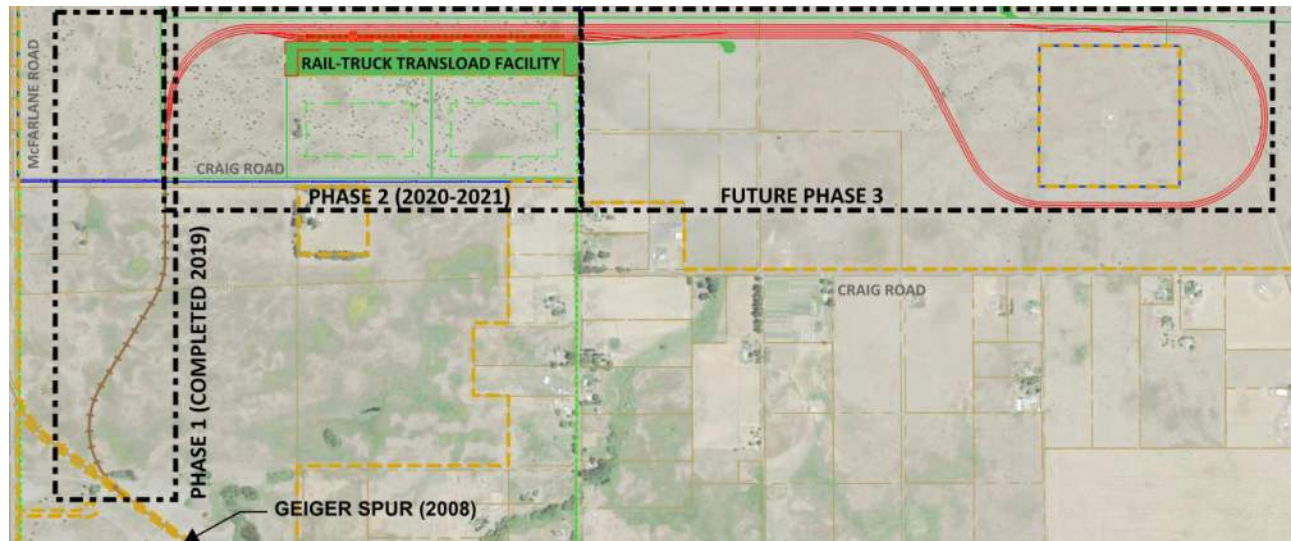 McFARLANE ROAD
RAIL-TRUCK TRANSLOAD FACILITY
CRAIG ROAD
PHASE 2 (2020-2021)
FUTURE PHASE 3
PHASE 1 (COMPLETED 2019)
CRAIG ROAD
GEIGER SPUR (2008)